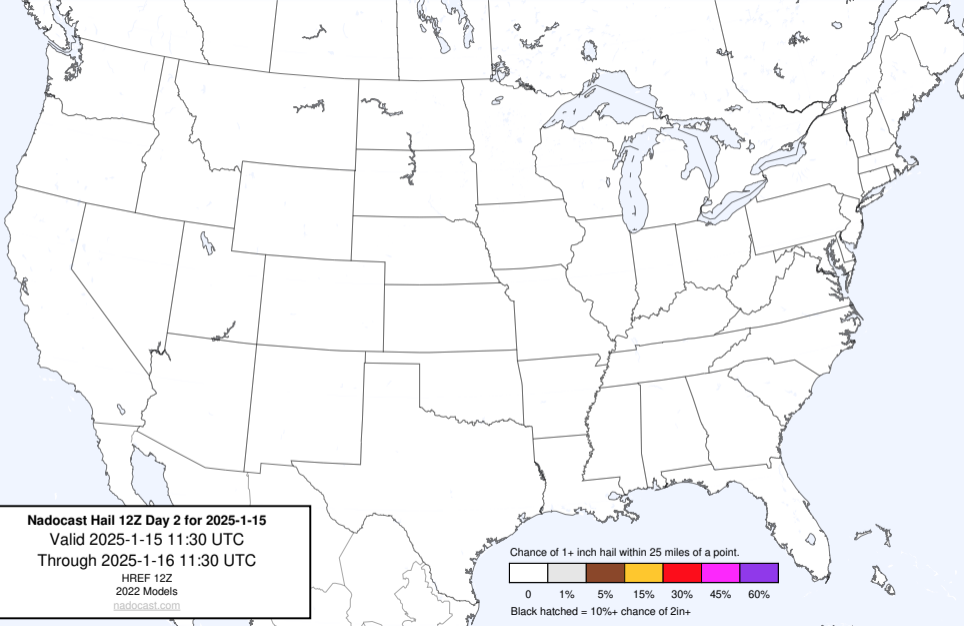 Nadocast Hail 12Z Day 2 for 2025-1-15
Valid 2025-1-15 11:30 UTC
Through 2025-1-16 11:30 UTC
HREF 12Z
2022 Models
nadocast.com
Chance of 1+ inch hail within 25 miles of a point.
0 1% 5% 15% 30% 45% 60%
Black hatched = 10%+ chance of 2in+